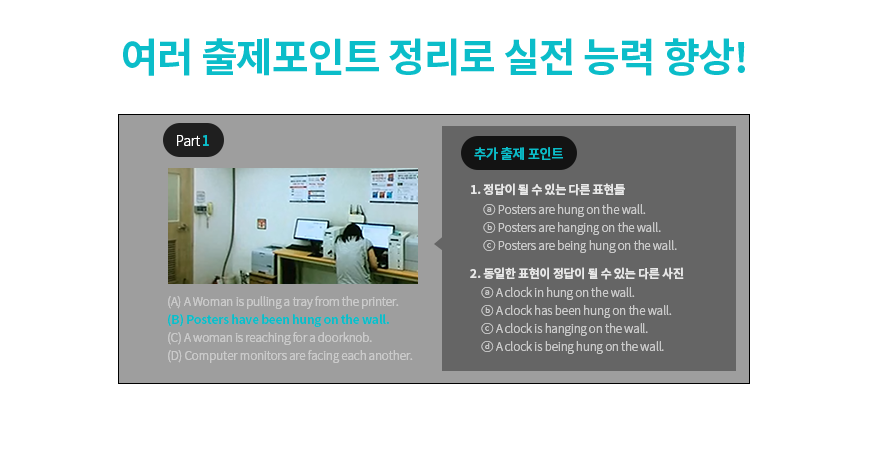 여러 출제포인트 정리로 실전 능력 향상!
Part 1
(A) A Woman is pulling a tray from the printer.
(B) Posters have been hung on the wall.
(C) A woman is reaching for a doorknob.
(D) Computer monitors are facing each another.
추가 출제 포인트
1. 정답이 될 수 있는 다른 표현들
ⓐ Posters are hung on the wall.
ⓑ Posters are hanging on the wall.
ⓒ Posters are being hung on the wall.
2. 동일한 표현이 정답이 될 수 있는 다른 사진
ⓐ A clock in hung on the wall.
ⓑ A clock has been hung on the wall.
ⓒ A clock is hanging on the wall.
ⓓ A clock is being hung on the wall.